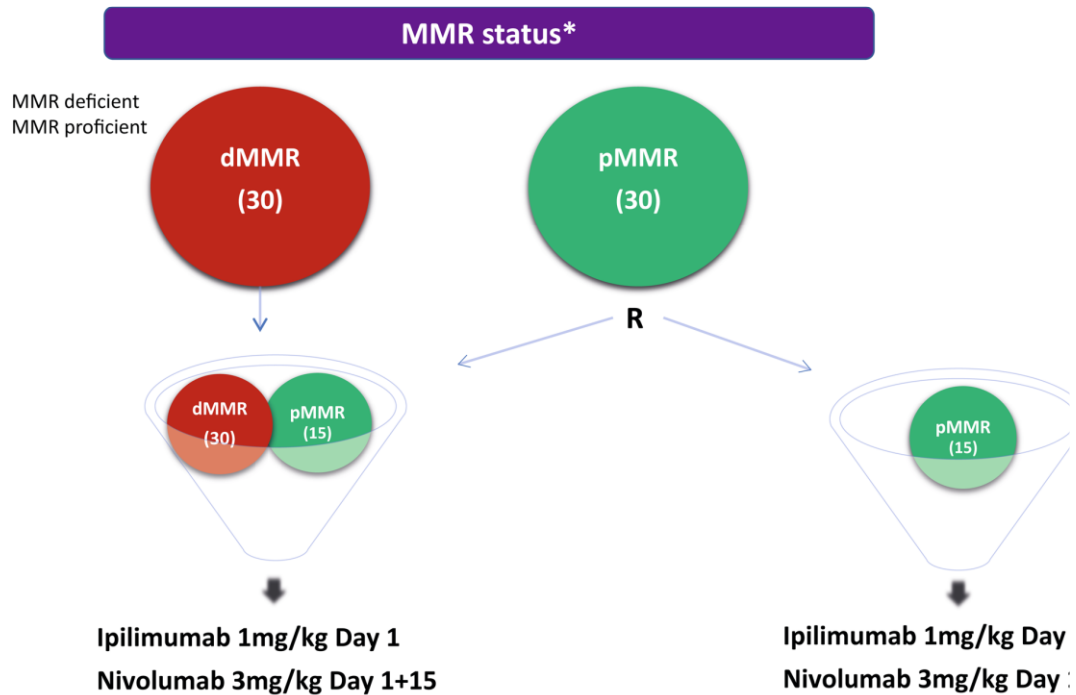 MMR status*
MMR deficient
MMR proficient
dMMR
(30)
pMMR
(30)
R
dMMR
(30)
pMMR
(15)
pMMR
(15)
Ipilimumab 1mg/kg Day 1
Nivolumab 3mg/kg Day 1+15
Ipilimumab 1mg/kg Day
Nivolumab 3mg/kg Day